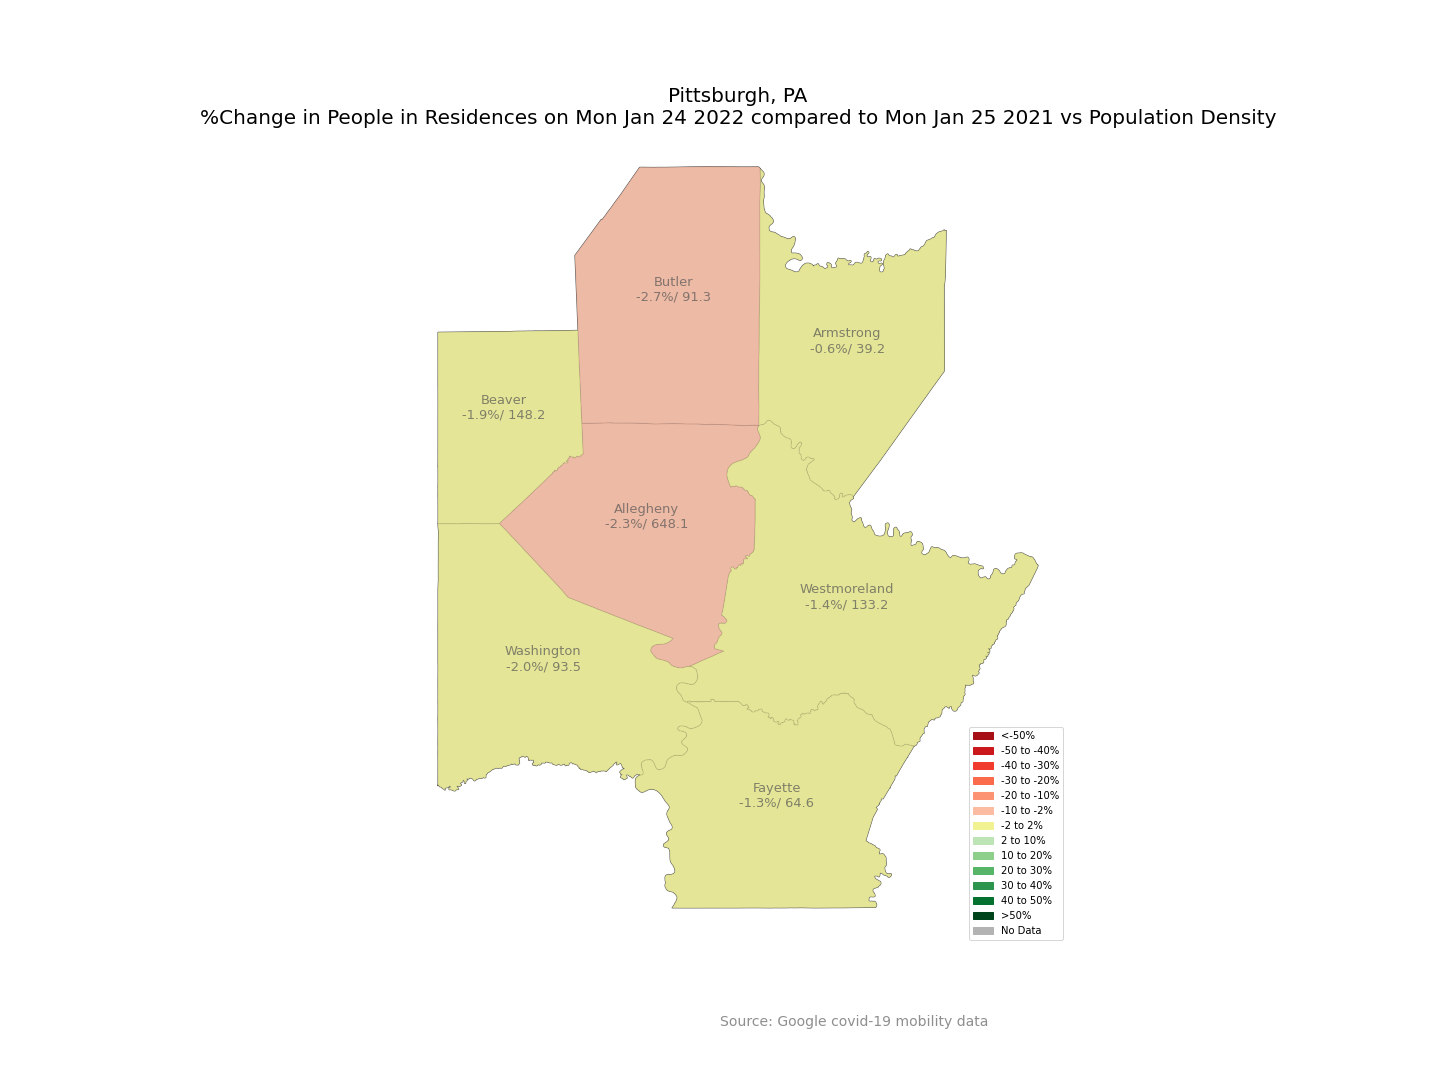 Pittsburgh, PA
%Change in People in Residences on Mon Jan 24 2022 compared to Mon Jan 25 2021 vs Population Density
Butler
-2.7%/ 91.3
Armstrong
-0.6%/ 39.2
Beaver
-1.9%/ 148.2
Allegheny
-2.3%/ 648.1
Westmoreland
-1.4%/ 133.2
Washington
-2.0%/ 93.5
Fayette
-1.3%/ 64.6
<-50%
-50 to -40%
-40 to -30%
-30 to -20%
-20 to -10%
-10 to -2%
-2 to 2%
2 to 10%
10 to 20%
20 to 30%
30 to 40%
40 to 50%
>50%
No Data
Source: Google covid-19 mobility data